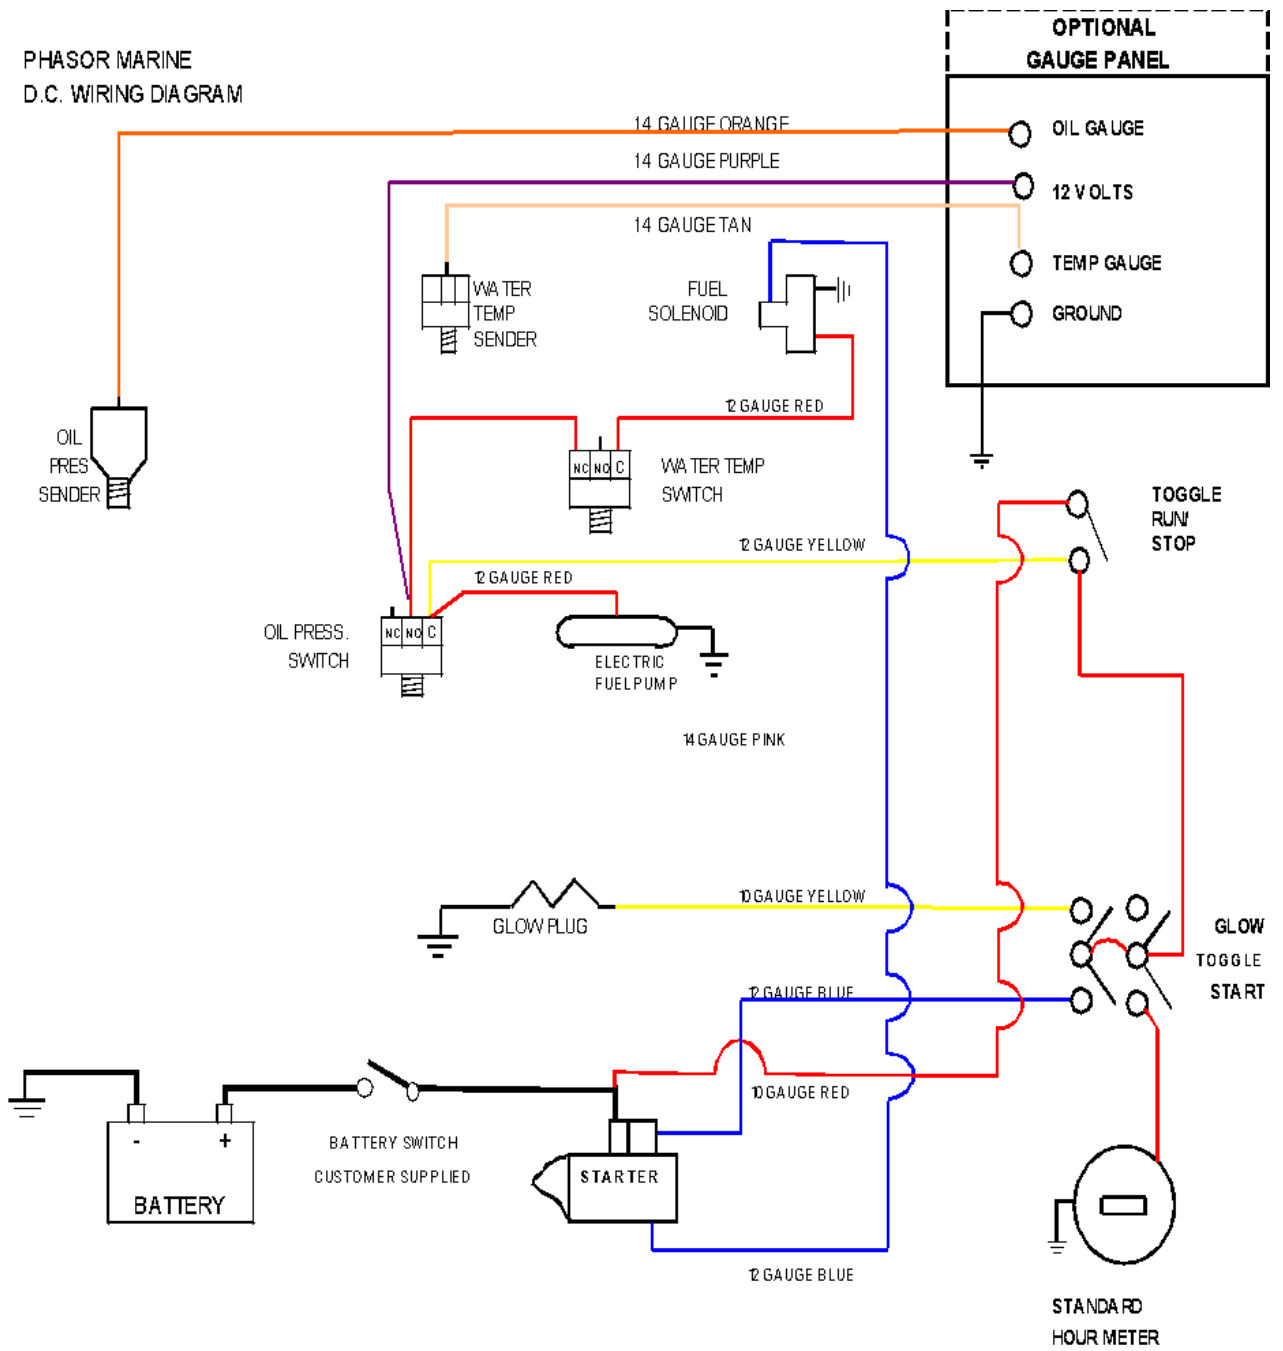 OPTIONAL
GAUGE PANEL
PHASOR MARINE
D.C. WIRING DIAGRAM
14 GAUGE ORANGE
OIL GAUGE
14 GAUGE PURPLE
12 VOLTS
14 GAUGE TAN
TEMP GAUGE
WATER
TEMP
SENDER
FUEL
SOLENOID
GROUND
12 GAUGE RED
OIL
PRES
SENDER
NC NO C
WATER TEMP
SWITCH
TOGGLE
RUN/
STOP
12 GAUGE YELLOW
12 GAUGE RED
OIL PRESS.
SWITCH
NC NO C
ELECTRIC
FUEL PUMP
14 GAUGE PINK
10 GAUGE YELLOW
GLOW PLUG
GLOW
TOGGLE
START
12 GAUGE BLUE
10 GAUGE RED
BATTERY SWITCH
CUSTOMER SUPPLIED
- +
BATTERY
STARTER
12 GAUGE BLUE
STANDARD
HOUR METER